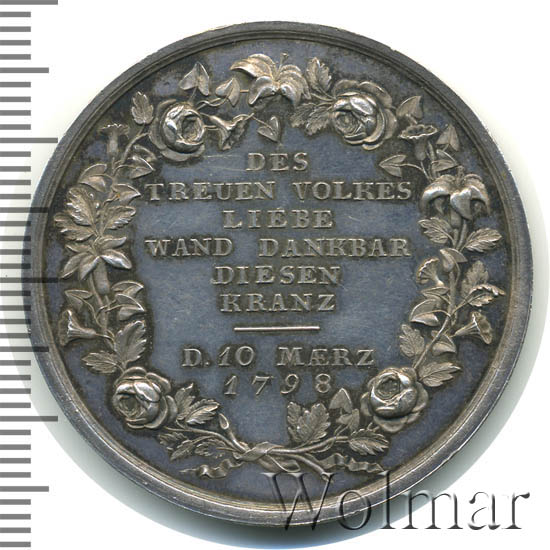 DES
TREUEN VOLKES
LIEBE
WAND DANKBAR
DIESEN
KRANZ
D. 10 MÆRZ
1798
Wolmar